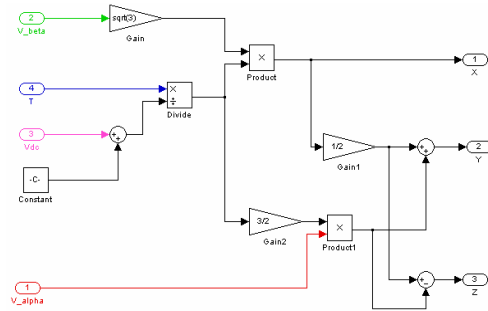 2
V_beta
sqrt(3)
Gain
×
Product
1
X
4
T
×
÷
Divide
3
Vdc
+
+
-C-
Constant
1/2
Gain1
+
+
2
Y
3/2
Gain2
×
Product1
1
V_alpha
+
−
3
Z